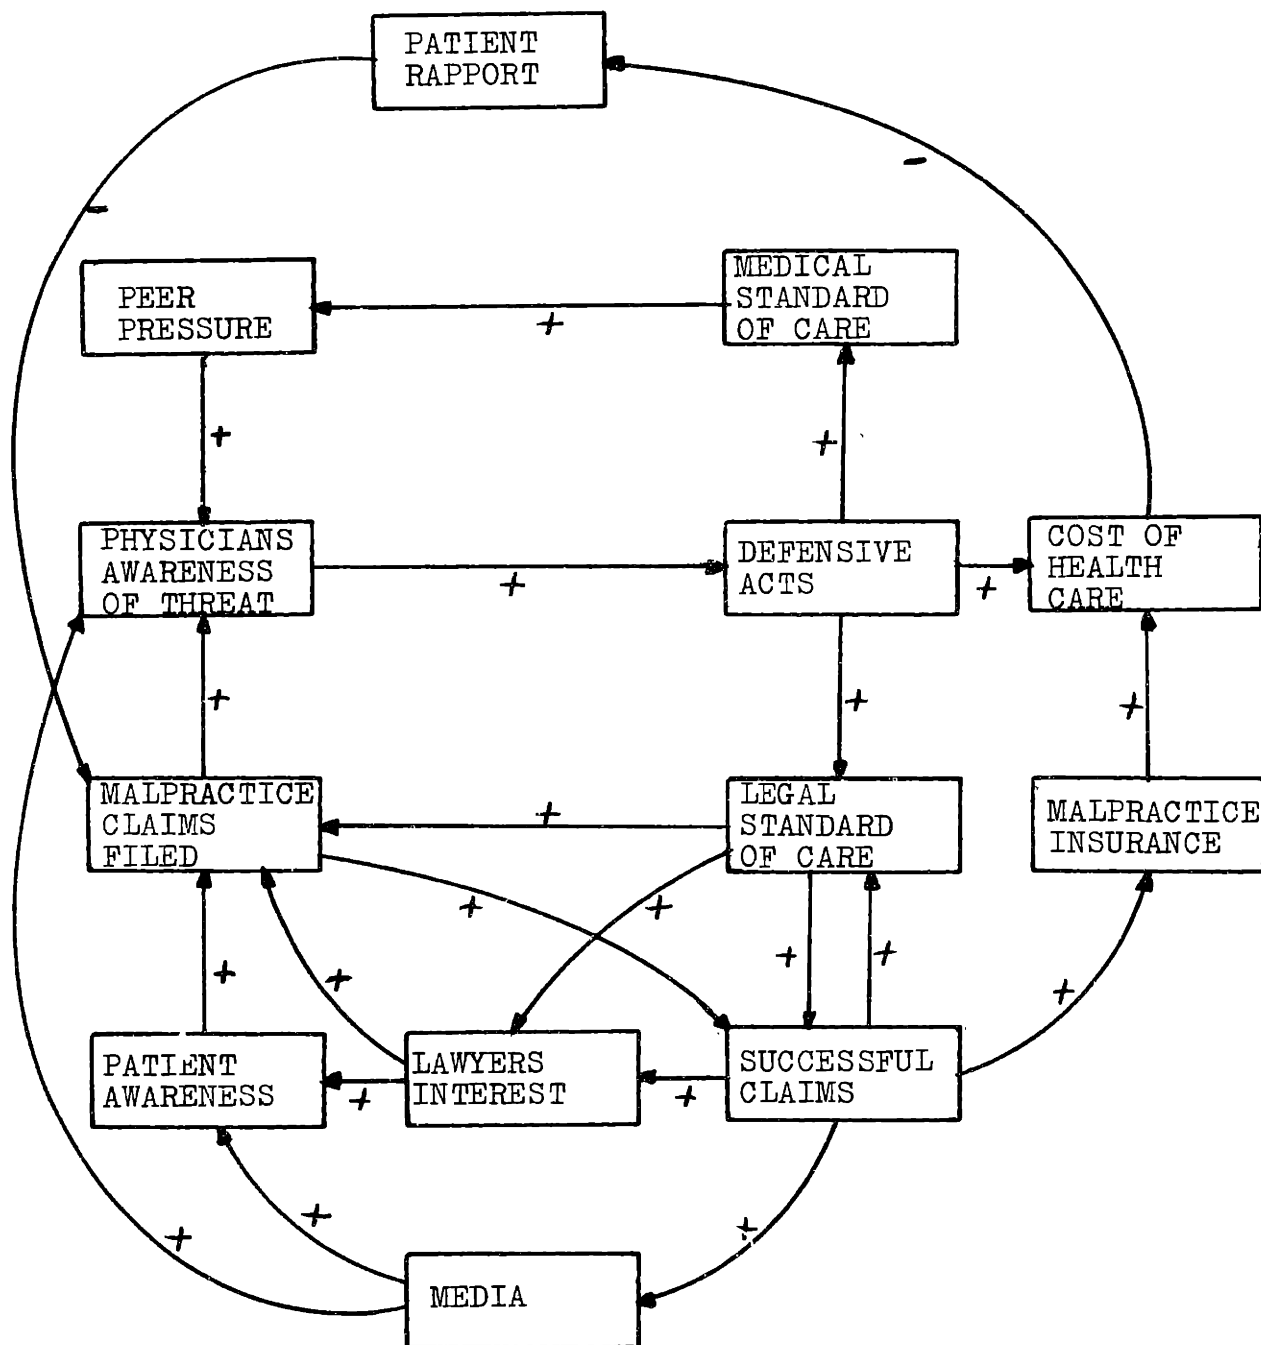 PATIENT
RAPPORT
-
-
PEER
PRESSURE
MEDICAL
STANDARD
OF CARE
+
+
+
PHYSICIANS
AWARENESS
OF THREAT
+
DEFENSIVE
ACTS
+
COST OF
HEALTH
CARE
+
+
+
MALPRACTICE
CLAIMS
FILED
+
LEGAL
STANDARD
OF CARE
MALPRACTICE
INSURANCE
+
+
+
+
+
+
+
PATIENT
AWARENESS
+
LAWYERS
INTEREST
+
SUCCESSFUL
CLAIMS
+
+
+
MEDIA